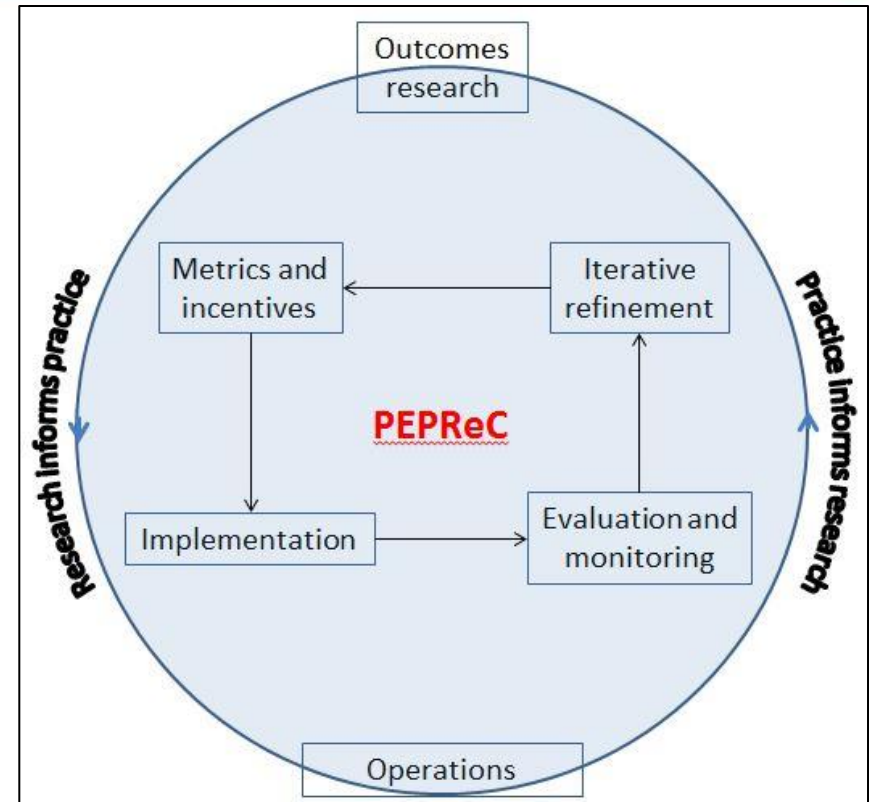 Outcomes
research
Metrics and
incentives
Iterative
refinement
Research informs practice
PEPReC
Practice informs research
Implementation
Evaluation and
monitoring
Operations